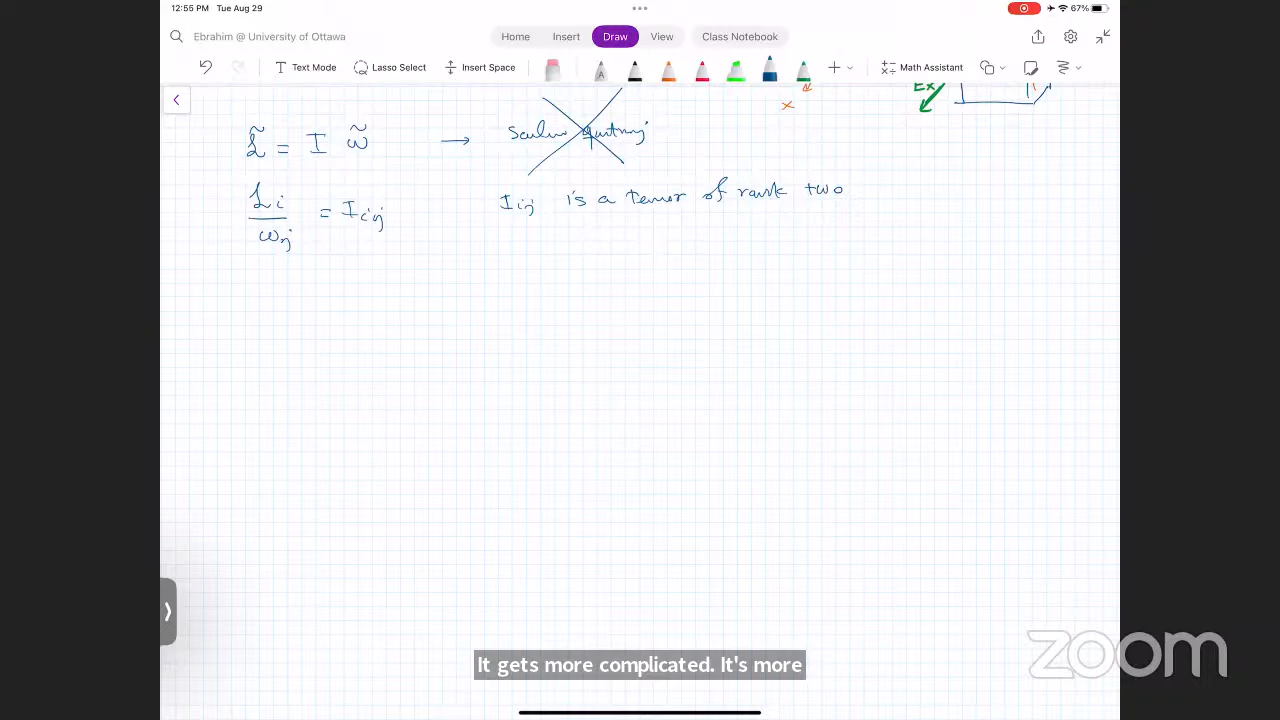 12:55 PM Tue Aug 29
67%
Ebrahim @ University of Ottawa
Home Insert Draw View Class Notebook
Text Mode Lasso Select Insert Space Math Assistant
x Ex
L̃ = I ω̃ →
Lᵢ / ωⱼ = Iᵢⱼ
Iᵢⱼ is a tensor of rank two
It gets more complicated. It's more
zoom